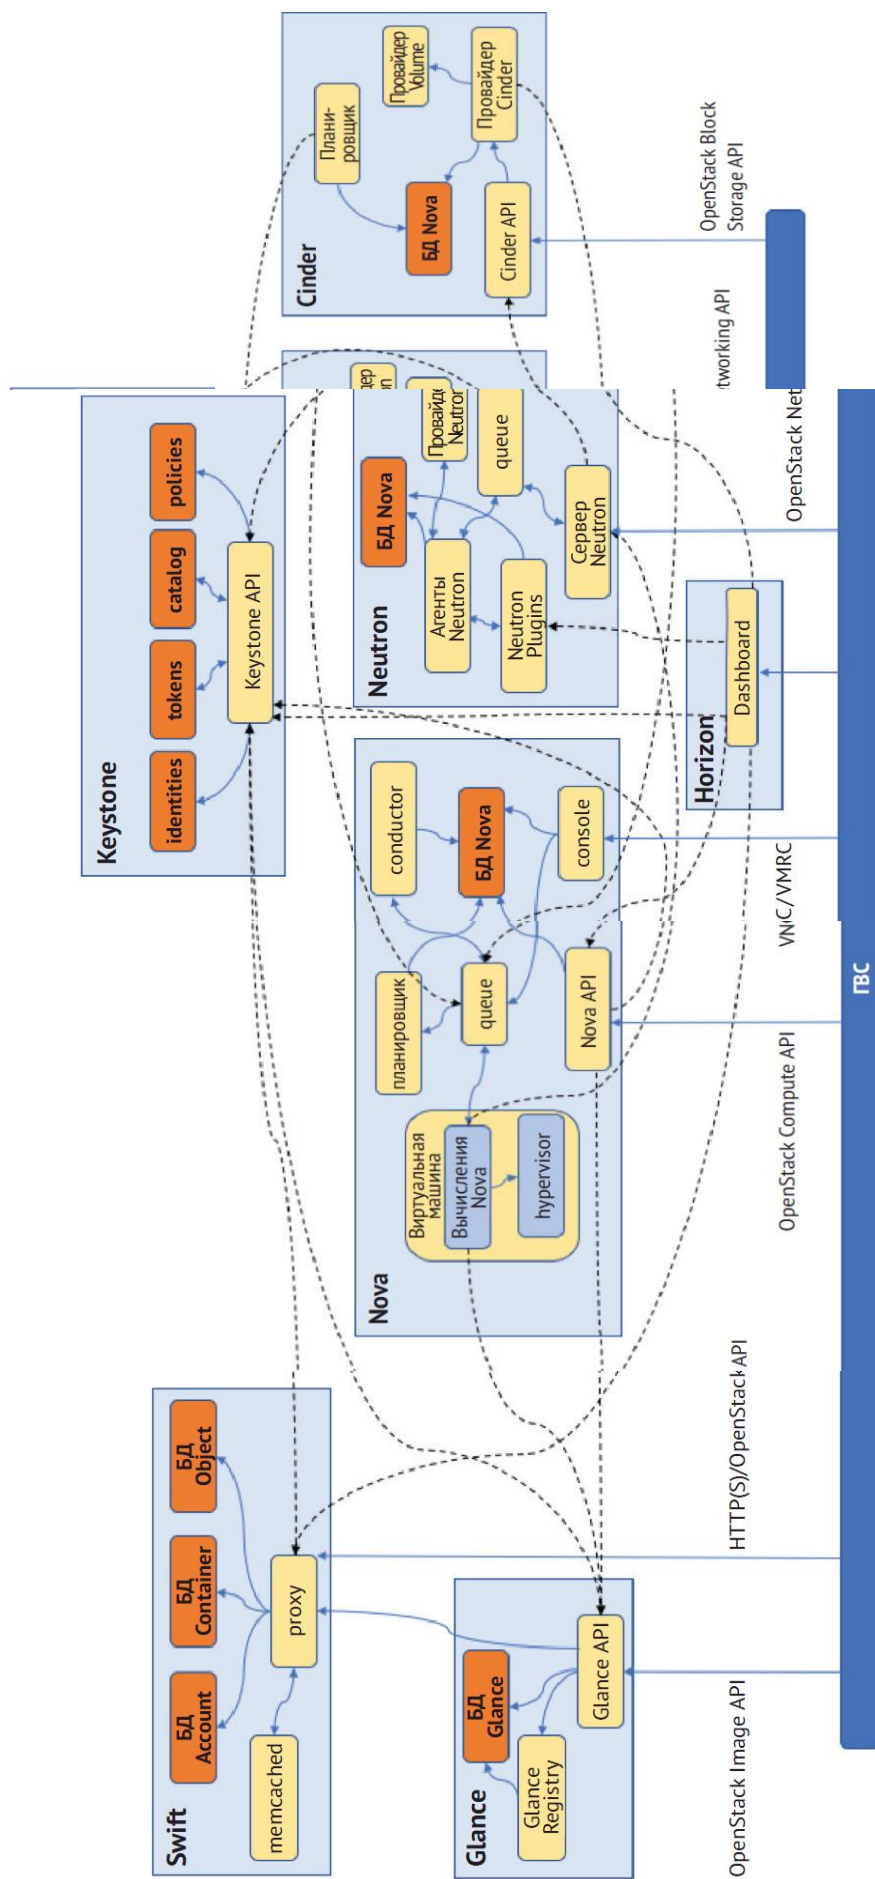 Swift
БД
Account
БД
Container
БД
Object
memcached
proxy
Keystone
identities
tokens
catalog
policies
Keystone API
Glance
БД
Glance
Glance
Registry
Glance API
Nova
Виртуальная
машина
Вычисления
Nova
hypervisor
планировщик
conductor
queue
БД Nova
Nova API
console
Neutron
БД Nova
Агенты
Neutron
Провайде
Neutron
Neutron
Plugins
queue
Сервер
Neutron
Cinder
Плани-
ровщик
Провайдер
Volume
БД Nova
Провайдер
Cinder
Cinder API
Horizon
Dashboard
OpenStack Image API
HTTP(S)/OpenStack API
OpenStack Compute API
VNC/VMRC
OpenStack Networking API
OpenStack Block
Storage API
ГВС